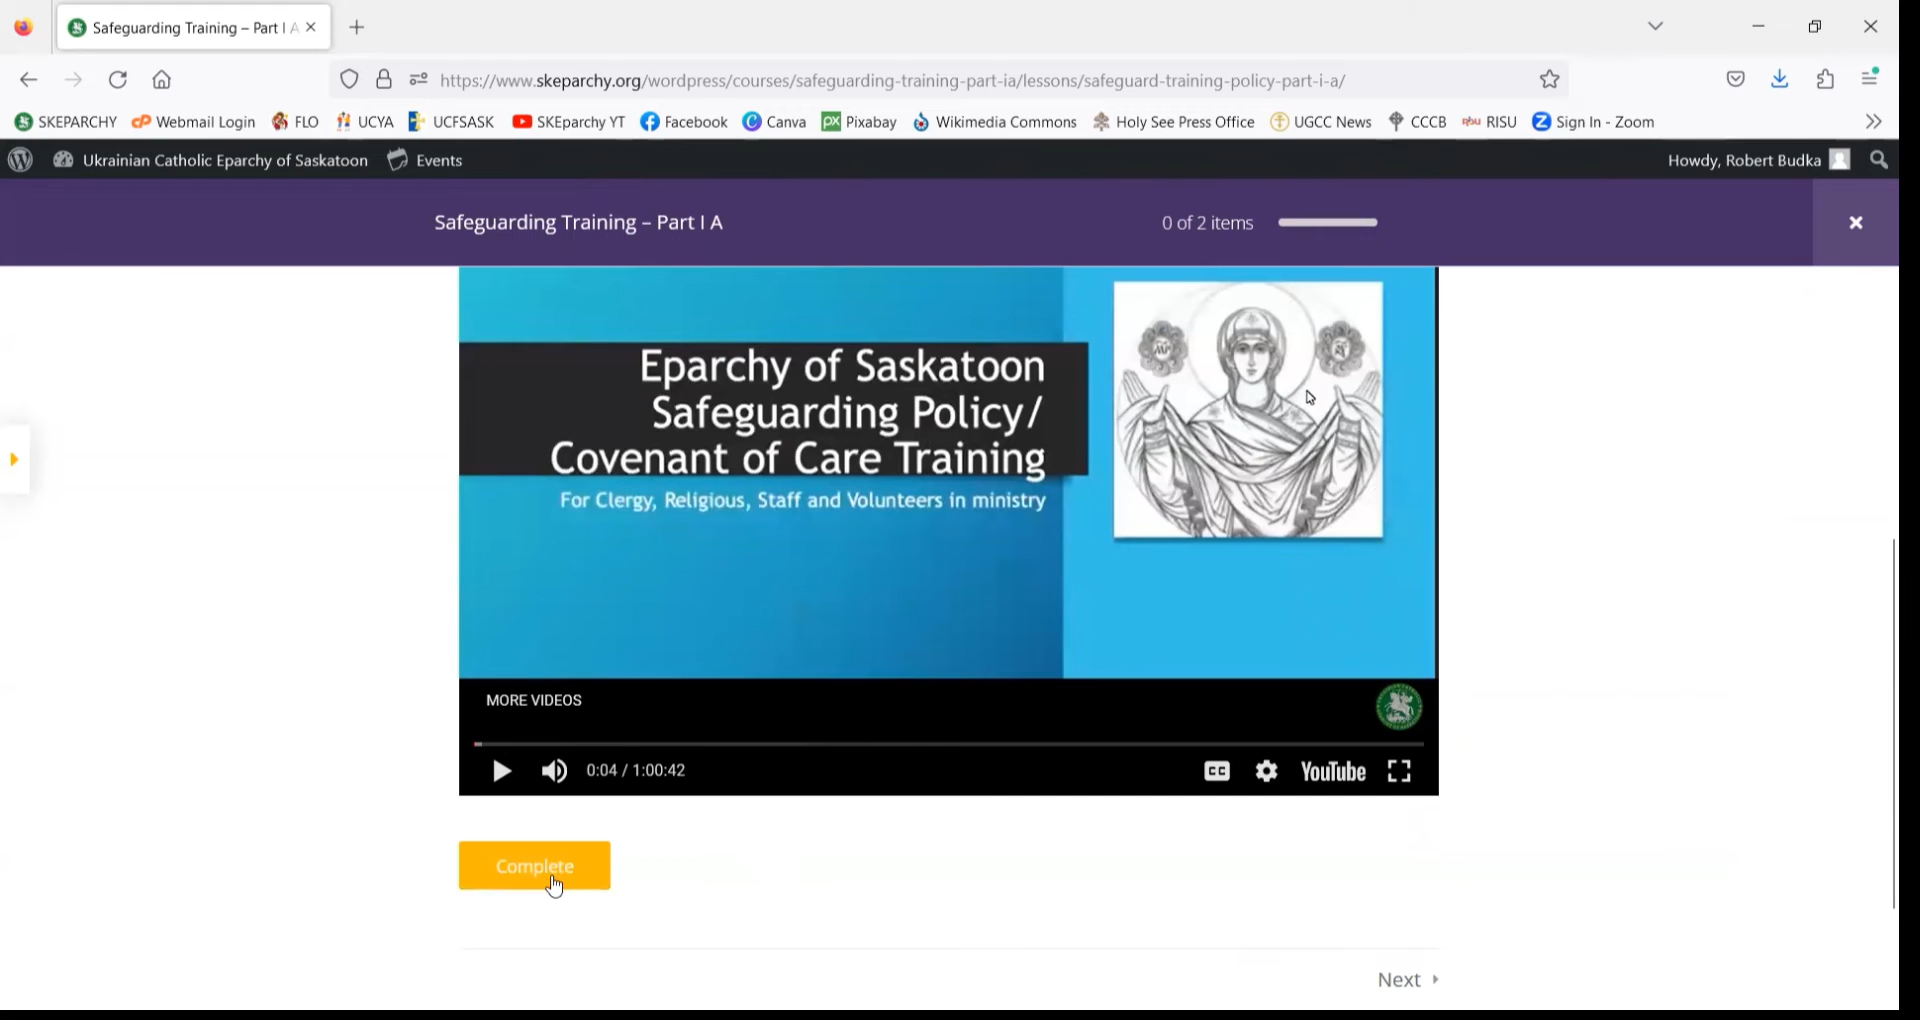 Safeguarding Training – Part I A
https://www.skeparchy.org/wordpress/courses/safeguarding-training-part-ia/lessons/safeguard-training-policy-part-i-a/
SKEPARCHY Webmail Login FLO UCYA UCFSASK SKEparchy YT Facebook Canva Pixabay Wikimedia Commons Holy See Press Office UGCC News CCCB RISU Sign In - Zoom
Ukrainian Catholic Eparchy of Saskatoon Events Howdy, Robert Budka
Safeguarding Training – Part I A 0 of 2 items
Eparchy of Saskatoon
Safeguarding Policy/
Covenant of Care Training
For Clergy, Religious, Staff and Volunteers in ministry
MORE VIDEOS
0:04 / 1:00:42 CC YouTube
Complete
Next